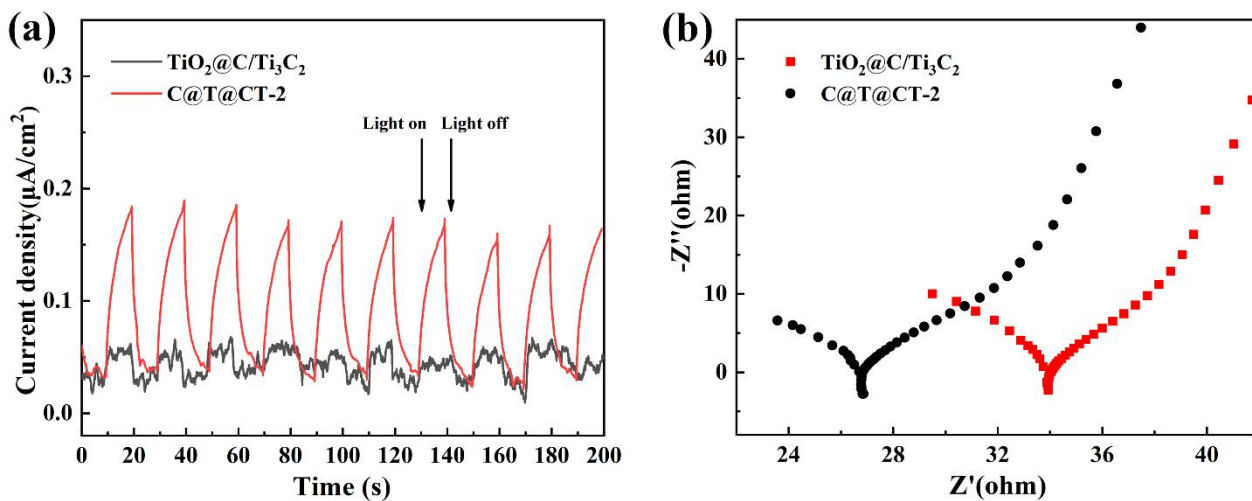 (a)
TiO₂@C/Ti₃C₂
C@T@CT-2
Light on
Light off
0.3
0.2
0.1
0.0
Current density(μA/cm²)
0 20 40 60 80 100 120 140 160 180 200
Time (s)
(b)
TiO₂@C/Ti₃C₂
C@T@CT-2
40
30
20
10
0
-Z''(ohm)
24 28 32 36 40
Z'(ohm)